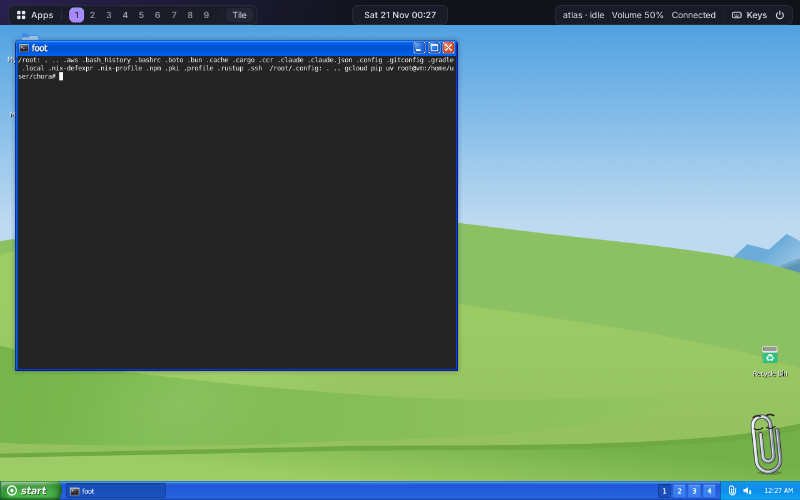 Apps 1 2 3 4 5 6 7 8 9 Tile
Sat 21 Nov 00:27
atlas · idle Volume 50% Connected Keys
foot
/root: . .. .aws .bash_history .bashrc .boto .bun .cache .cargo .ccr .claude .claude.json .config .gitconfig .gradle
.local .nix-defexpr .nix-profile .npm .pki .profile .rustup .ssh /root/.config: . .. gcloud pip uv root@vm:/home/u
ser/chora#
Recycle Bin
start
foot
1 2 3 4
12:27 AM